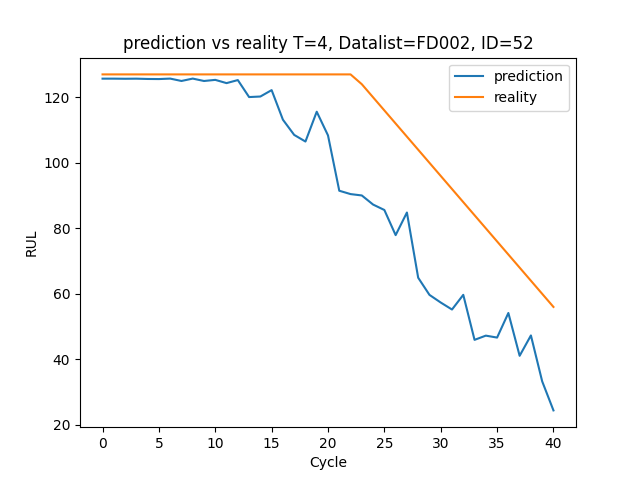 prediction vs reality T=4, Datalist=FD002, ID=52
prediction
reality
120
100
80
60
40
20
RUL
0 5 10 15 20 25 30 35 40
Cycle